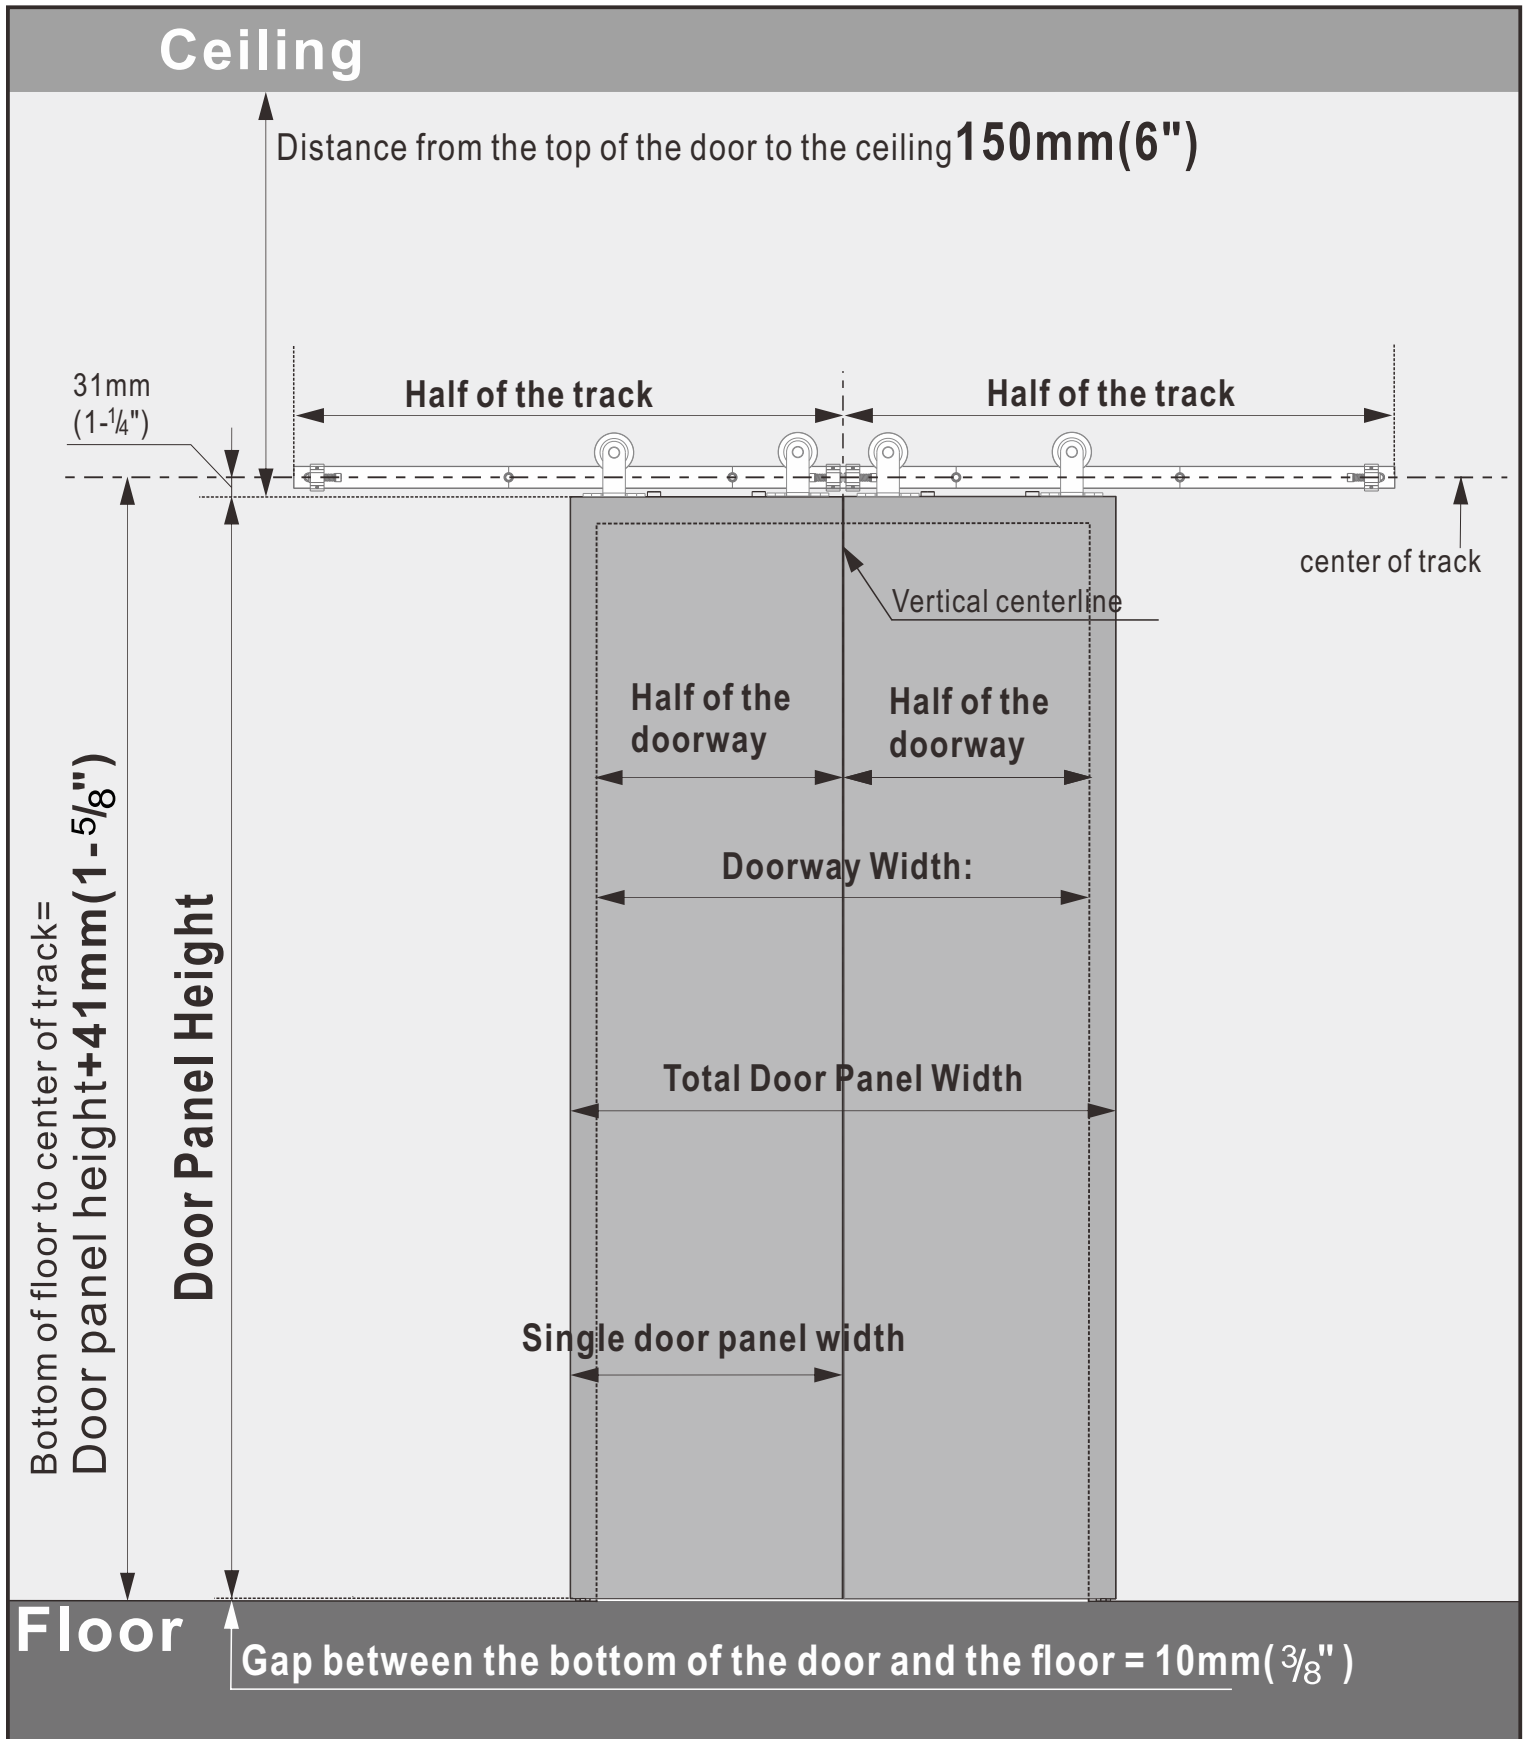 Ceiling
Distance from the top of the door to the ceiling 150mm(6")
31mm
(1-1/4")
Half of the track
Half of the track
center of track
Vertical centerline
Half of the
doorway
Half of the
doorway
Doorway Width:
Total Door Panel Width
Single door panel width
Bottom of floor to center of track=
Door panel height+41mm(1-5/8")
Door Panel Height
Floor
Gap between the bottom of the door and the floor = 10mm(3/8")